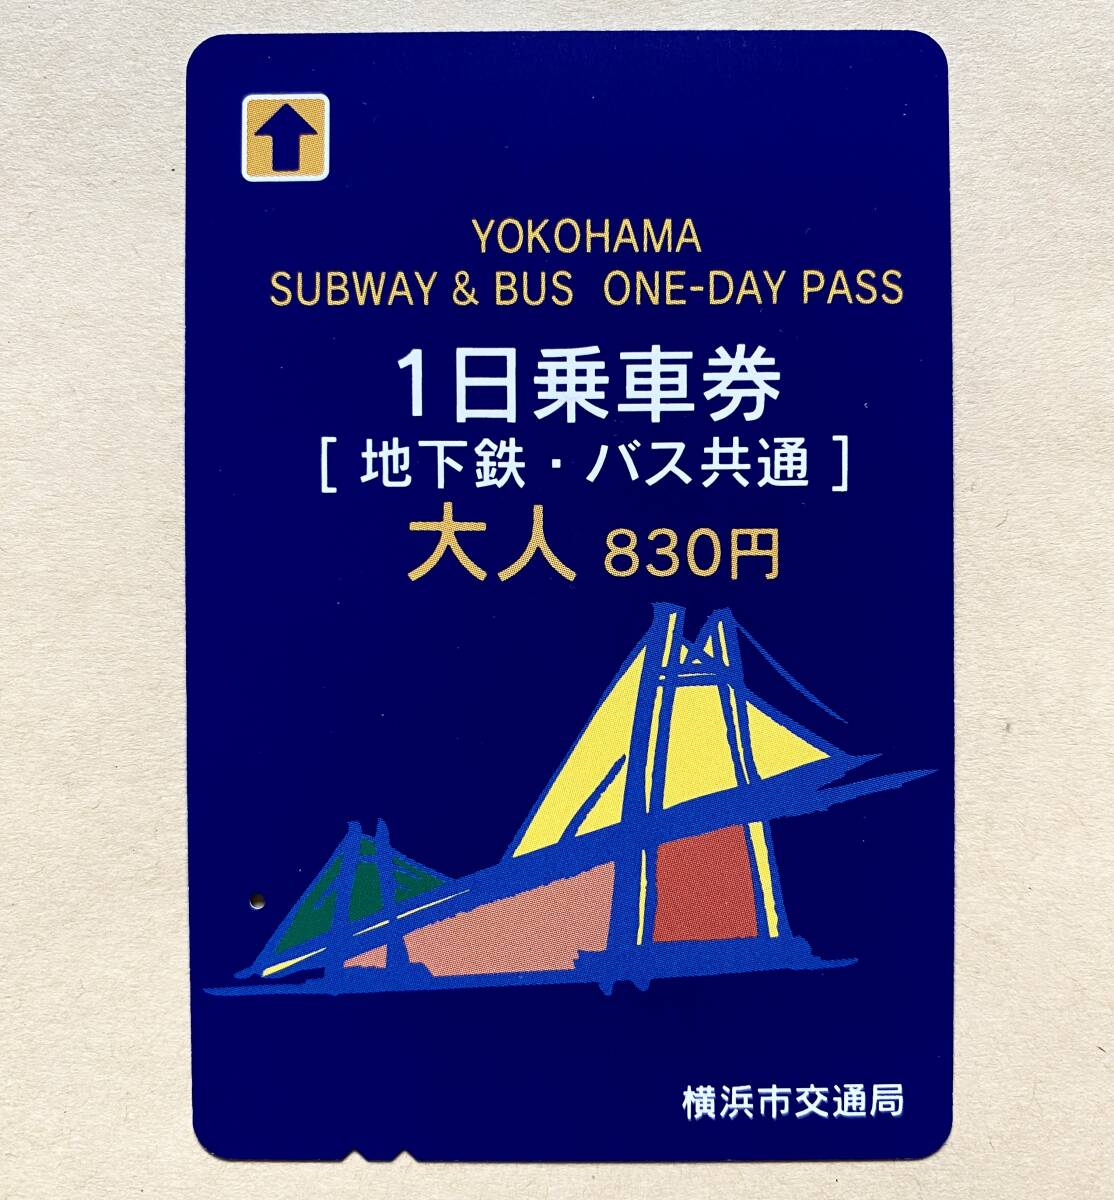 YOKOHAMA
SUBWAY & BUS ONE-DAY PASS
1日乗車券
[ 地下鉄・バス共通 ]
大人 830円
横浜市交通局